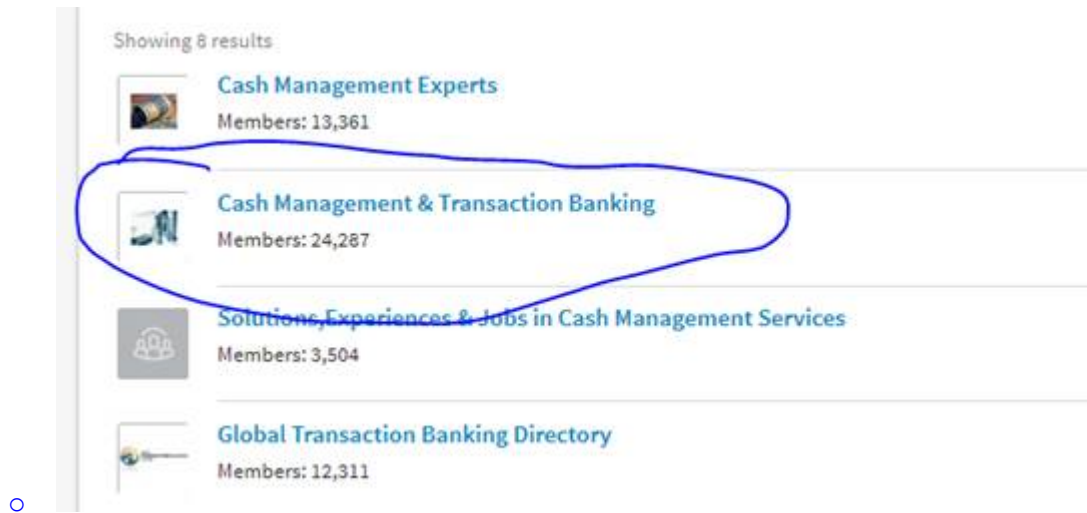 Showing 8 results
Cash Management Experts
Members: 13,361
Cash Management & Transaction Banking
Members: 24,287
Solutions,Experiences & Jobs in Cash Management Services
Members: 3,504
Global Transaction Banking Directory
Members: 12,311